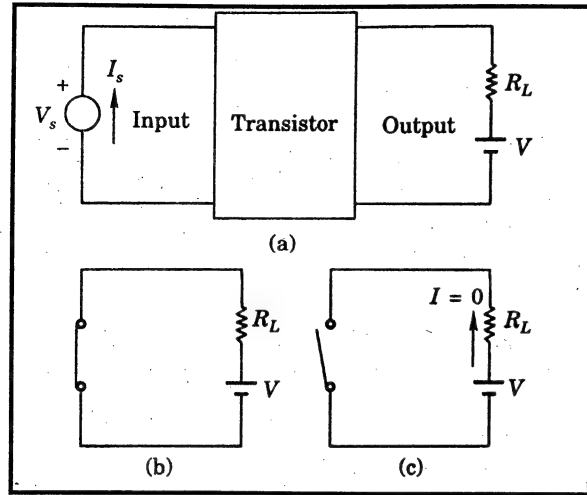 +
I_s
V_s
−
Input
Transistor
Output
R_L
V
(a)
R_L
V
(b)
I = 0
R_L
V
(c)